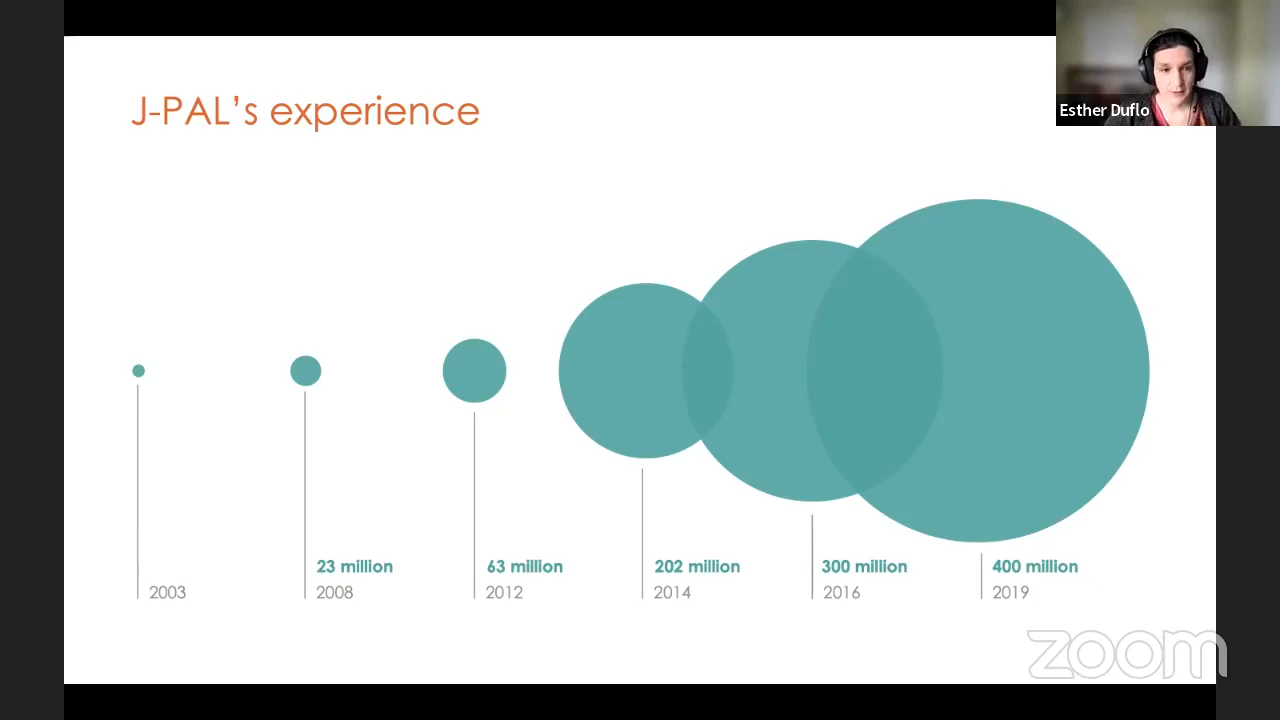 J-PAL's experience
Esther Duflo
23 million
63 million
202 million
300 million
400 million
2003
2008
2012
2014
2016
2019
zoom